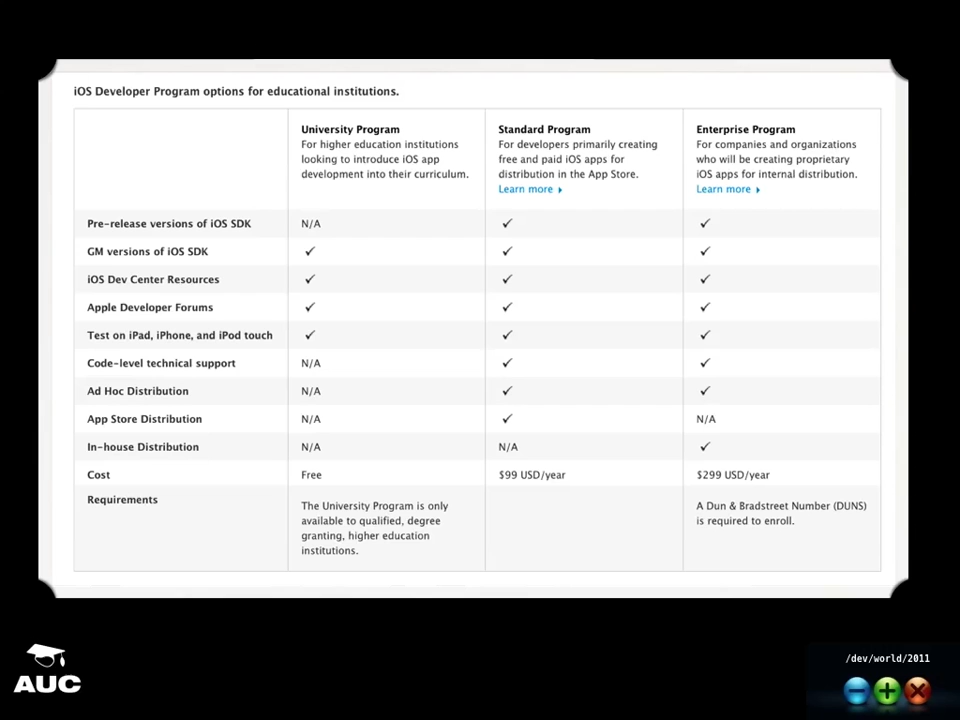 iOS Developer Program options for educational institutions.
University Program
For higher education institutions
looking to introduce iOS app
development into their curriculum.
Standard Program
For developers primarily creating
free and paid iOS apps for
distribution in the App Store.
Learn more
Enterprise Program
For companies and organizations
who will be creating proprietary
iOS apps for internal distribution.
Learn more
Pre-release versions of iOS SDK N/A ✓ ✓
GM versions of iOS SDK ✓ ✓ ✓
iOS Dev Center Resources ✓ ✓ ✓
Apple Developer Forums ✓ ✓ ✓
Test on iPad, iPhone, and iPod touch ✓ ✓ ✓
Code-level technical support N/A ✓ ✓
Ad Hoc Distribution N/A ✓ ✓
App Store Distribution N/A ✓ N/A
In-house Distribution N/A N/A ✓
Cost Free $99 USD/year $299 USD/year
Requirements
The University Program is only
available to qualified, degree
granting, higher education
institutions.
A Dun & Bradstreet Number (DUNS)
is required to enroll.
AUC
/dev/world/2011